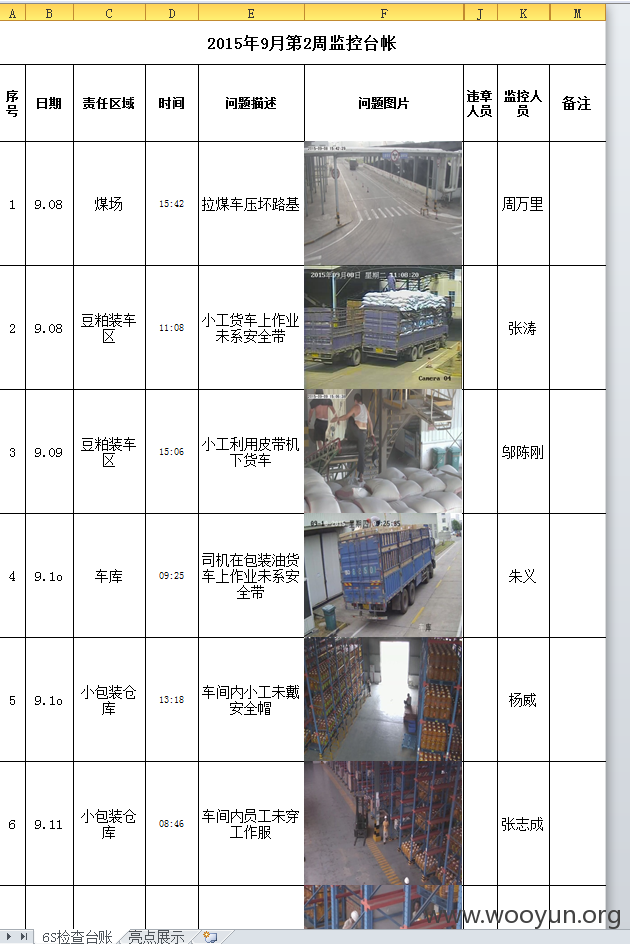 A B C D E F J K M
2015年9月第2周监控台帐
序号 日期 责任区域 时间 问题描述 问题图片 违章人员 监控人员 备注
1 9.08 煤场 15:42 拉煤车压坏路基 周万里
2 9.08 豆粕装车区 11:08 小工货车上作业未系安全带 张涛
2015年09月08日 星期二 11:08:20
Camera 04
3 9.09 豆粕装车区 15:06 小工利用皮带机下货车 邬陈刚
4 9.1o 车库 09:25 司机在包装油货车上作业未系安全带 朱义
库
5 9.1o 小包装仓库 13:18 车间内小工未戴安全帽 杨威
6 9.11 小包装仓库 08:46 车间内员工未穿工作服 张志成
www.wooyun.org
6S检查台账 亮点展示